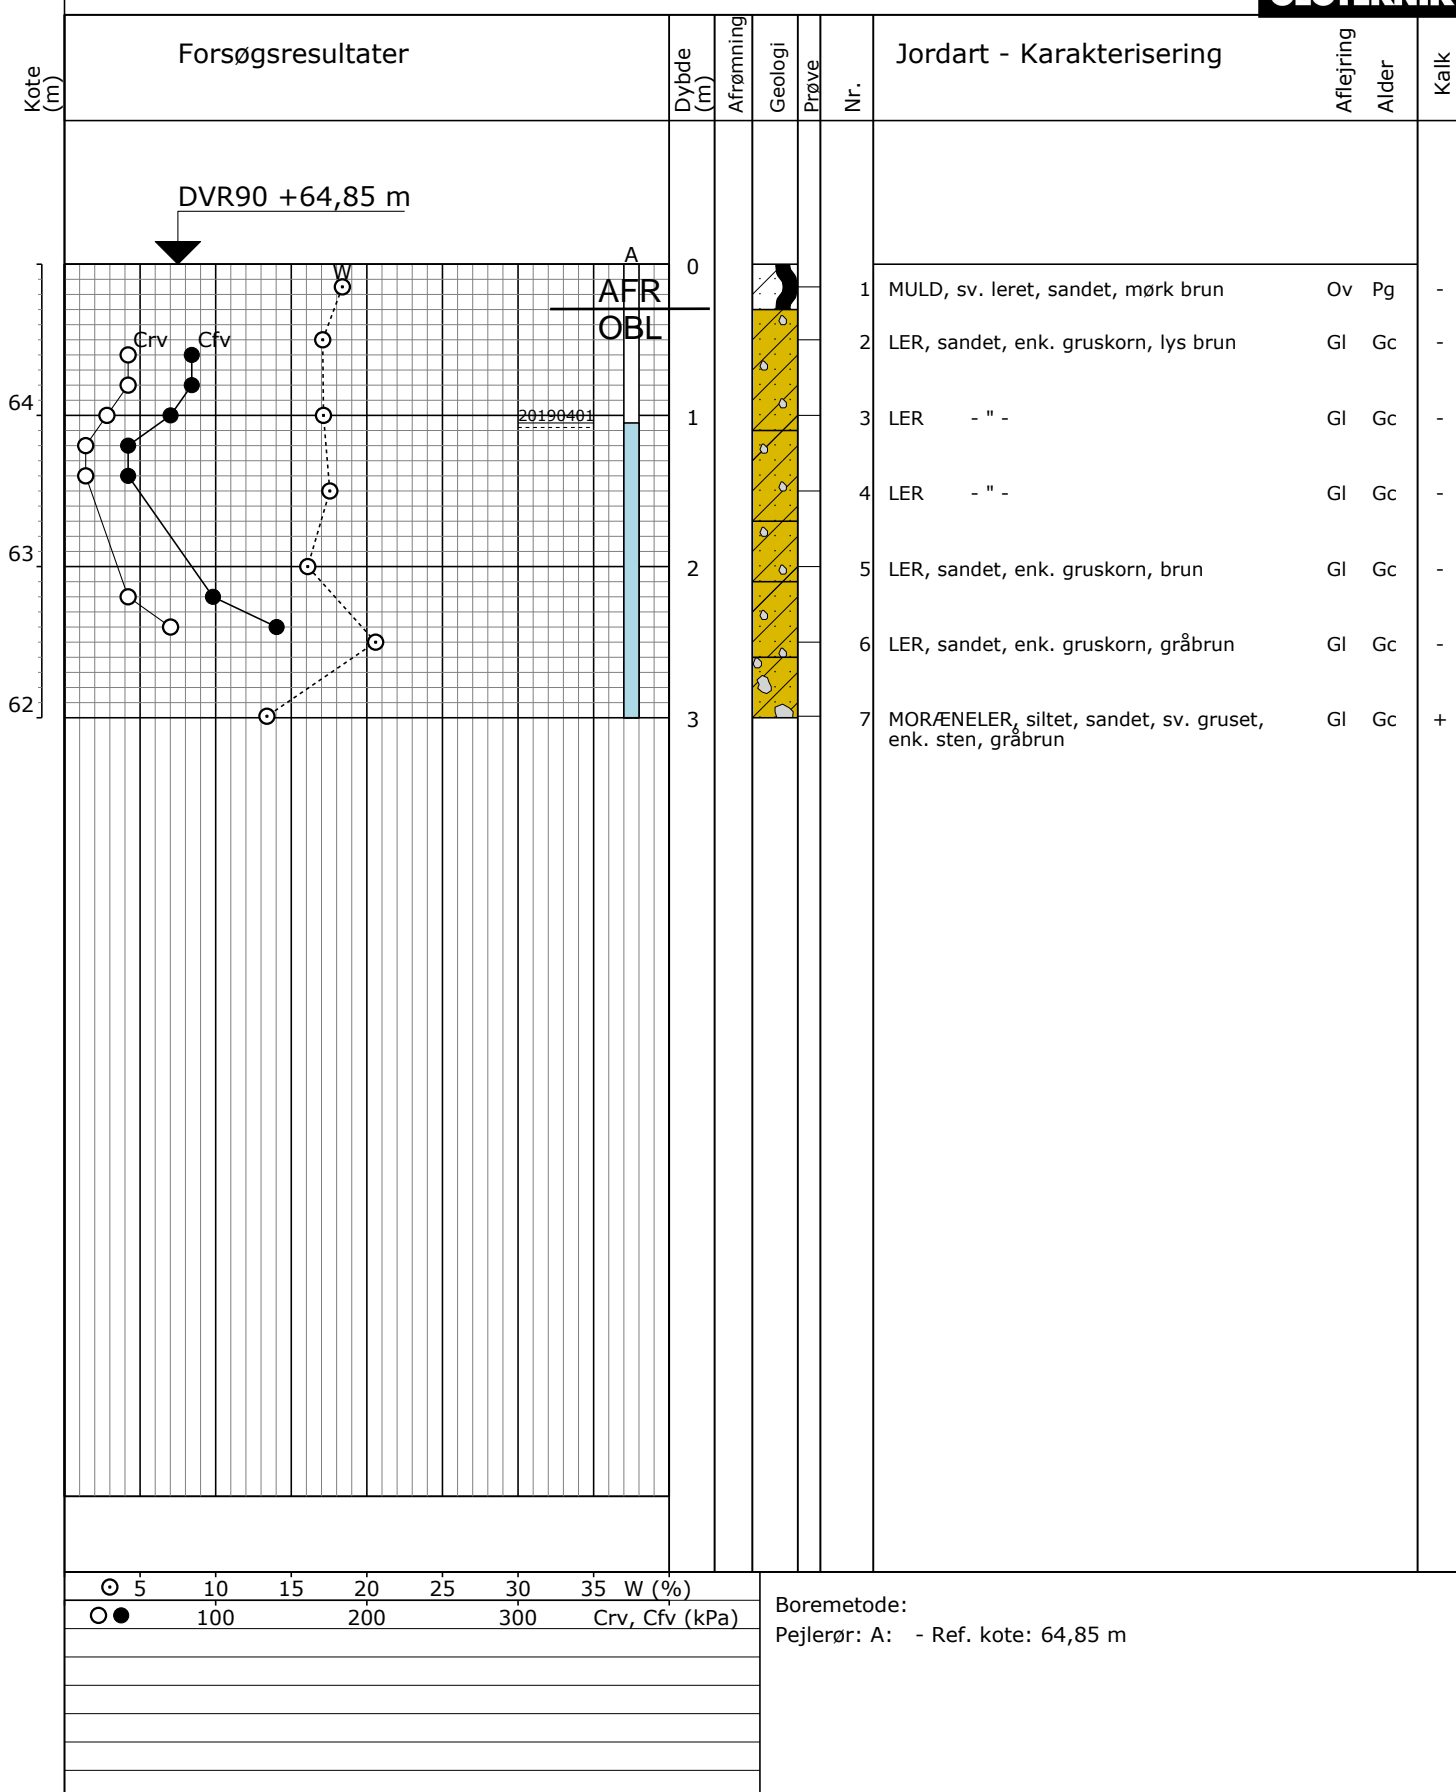 Kote (m)
Forsøgsresultater
Dybde (m)
Afrømning
Geologi
Prøve
Nr.
Jordart - Karakterisering
Aflejring
Alder
Kalk
DVR90 +64,85 m
A
W
0
AFR
OBL
1 MULD, sv. leret, sandet, mørk brun Ov Pg -
Crv Cfv
2 LER, sandet, enk. gruskorn, lys brun Gl Gc -
64
20190401
1
3 LER - " - Gl Gc -
4 LER - " - Gl Gc -
63
2
5 LER, sandet, enk. gruskorn, brun Gl Gc -
6 LER, sandet, enk. gruskorn, gråbrun Gl Gc -
62
3
7 MORÆNELER, siltet, sandet, sv. gruset, Gl Gc +
enk. sten, gråbrun
5 10 15 20 25 30 35 W (%)
100 200 300 Crv, Cfv (kPa)
Boremetode:
Pejlerør: A: - Ref. kote: 64,85 m